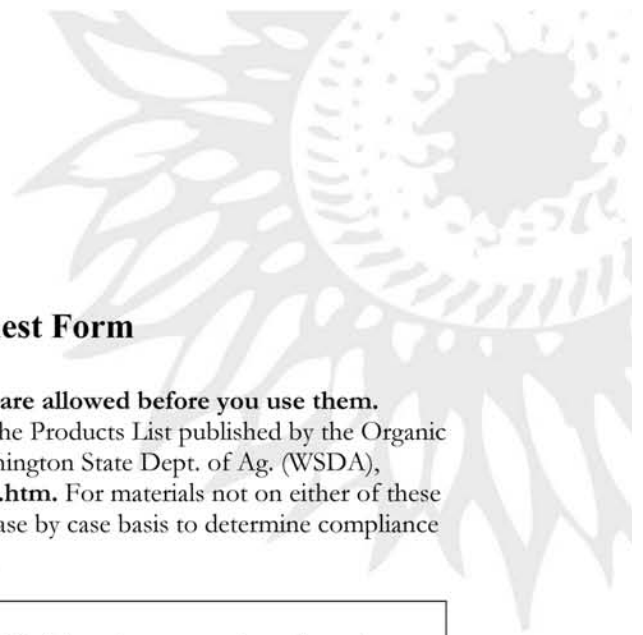 est Form
are allowed before you use them.
he Products List published by the Organic
nington State Dept. of Ag. (WSDA),
.htm. For materials not on either of these
ase by case basis to determine compliance